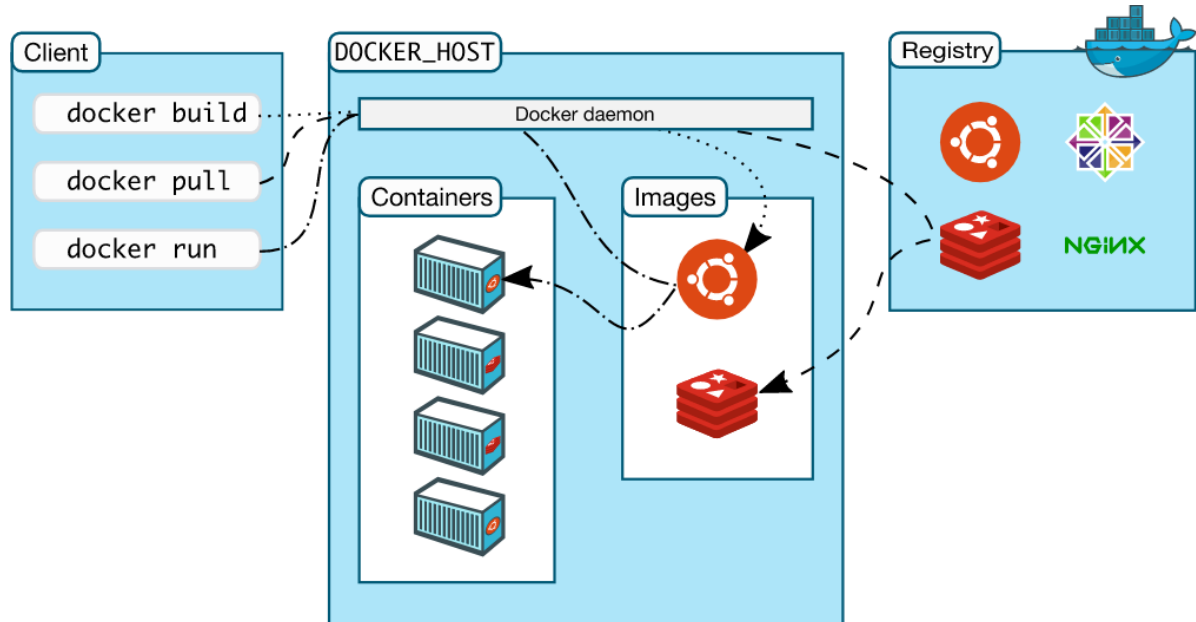 Client
docker build
docker pull
docker run
DOCKER_HOST
Docker daemon
Containers
Images
Registry
NGINX